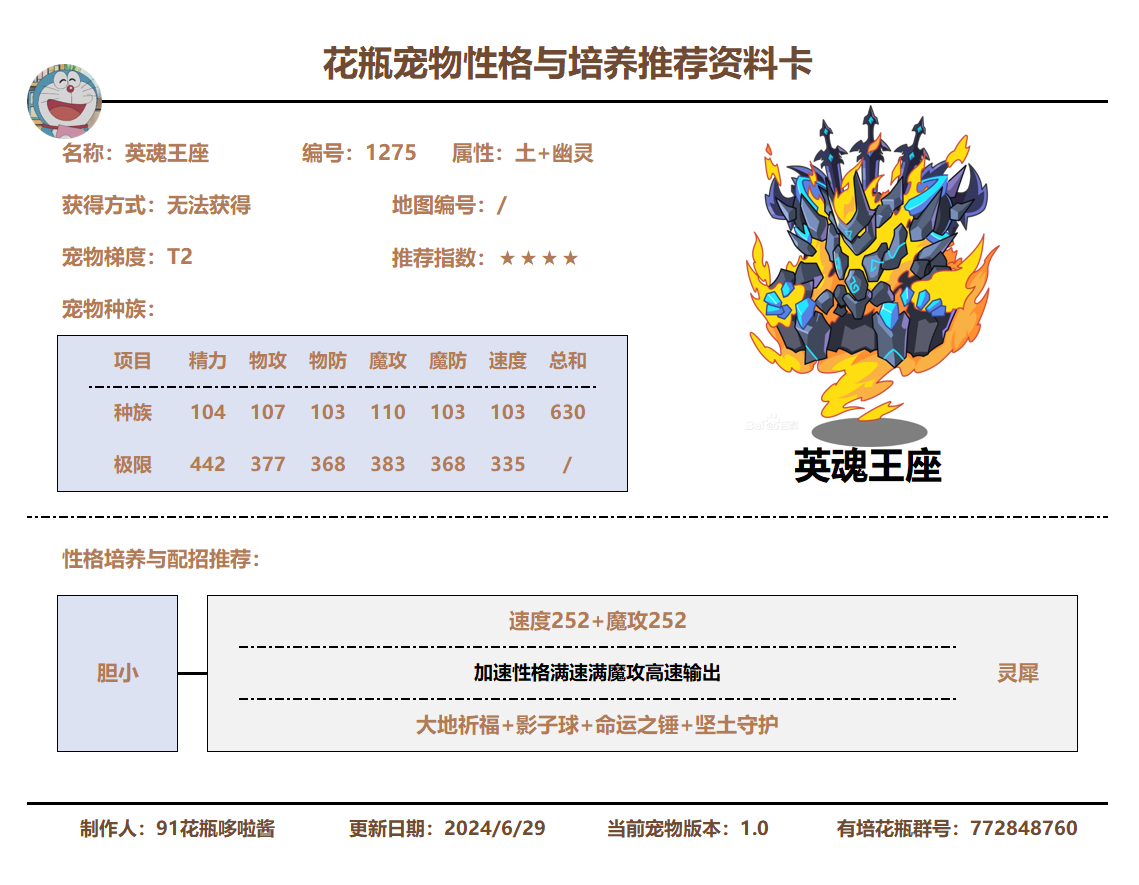 花瓶宠物性格与培养推荐资料卡
名称：英魂王座 编号：1275 属性：土+幽灵
获得方式：无法获得 地图编号：/
宠物梯度：T2 推荐指数：★★★★
宠物种族：
项目 精力 物攻 物防 魔攻 魔防 速度 总和
种族 104 107 103 110 103 103 630
极限 442 377 368 383 368 335 /
英魂王座
性格培养与配招推荐：
速度252+魔攻252
胆小 加速性格满速满魔攻高速输出 灵犀
大地祈福+影子球+命运之锤+坚土守护
制作人：91花瓶哆啦酱 更新日期：2024/6/29 当前宠物版本：1.0 有培花瓶群号：772848760